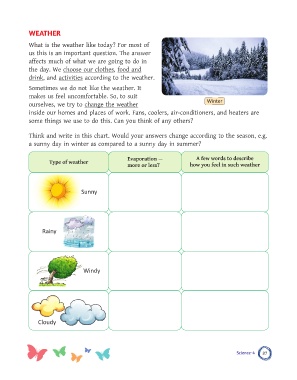 WEATHER
What is the weather like today? For most of
us this is an important question. The answer
affects much of what we are going to do in
the day. We choose our clothes, food and
drink, and activities according to the weather.
Sometimes we do not like the weather. It
makes us feel uncomfortable. So, to suit
ourselves, we try to change the weather
Winter
inside our homes and places of work. Fans, coolers, air-conditioners, and heaters are
some things we use to do this. Can you think of any others?
Think and write in this chart. Would your answers change according to the season, e.g.
a sunny day in winter as compared to a sunny day in summer?
Type of weather
Evaporation —
more or less?
A few words to describe
how you feel in such weather
Sunny
Rainy
Windy
Cloudy
Science-4